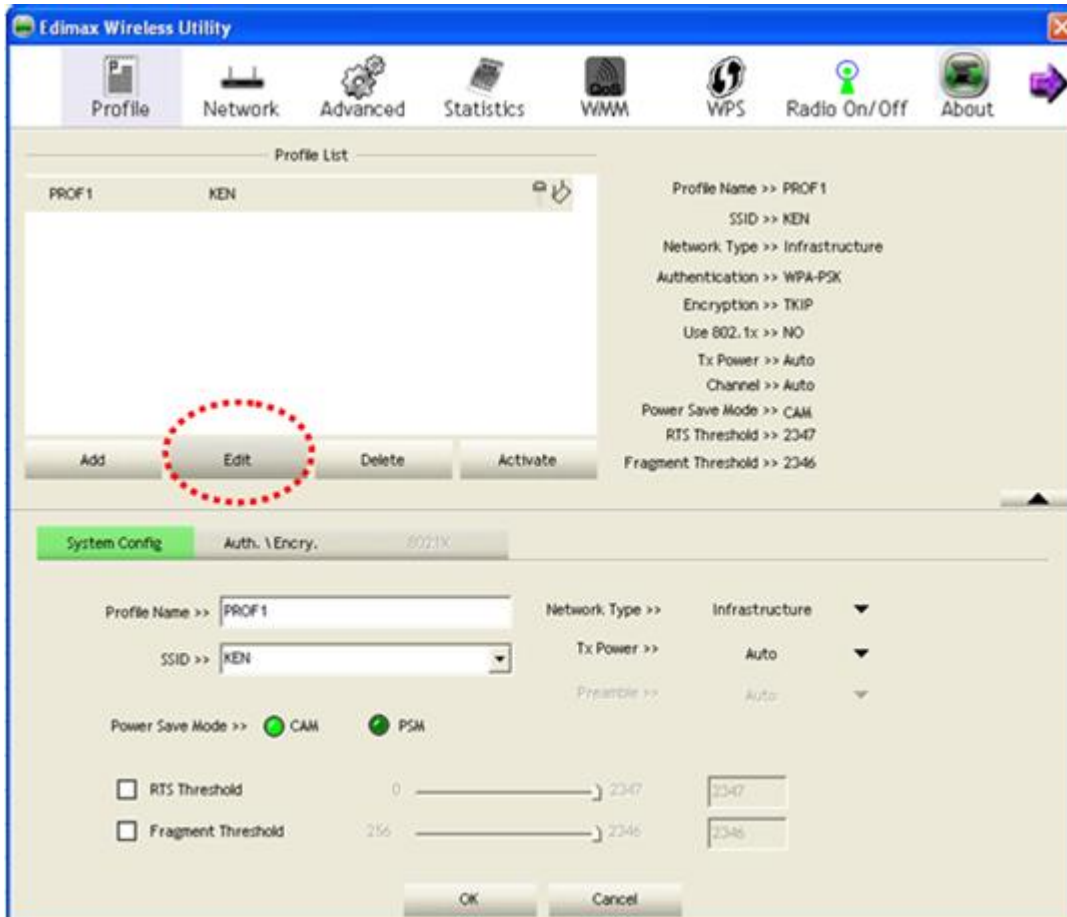 Edimax Wireless Utility
P
Profile
Network
Advanced
Statistics
QoS
WMM
WPS
Radio On/Off
About
Profile List
PROF1 KEN
Add Edit Delete Activate
Profile Name >> PROF1
SSID >> KEN
Network Type >> Infrastructure
Authentication >> WPA-PSK
Encryption >> TKIP
Use 802.1x >> NO
Tx Power >> Auto
Channel >> Auto
Power Save Mode >> CAM
RTS Threshold >> 2347
Fragment Threshold >> 2346
System Config Auth. \ Encry. 8021X
Profile Name >> PROF1 Network Type >> Infrastructure
SSID >> KEN Tx Power >> Auto
Preamble >> Auto
Power Save Mode >> CAM PSM
RTS Threshold 0 2347 2347
Fragment Threshold 256 2346 2346
OK Cancel